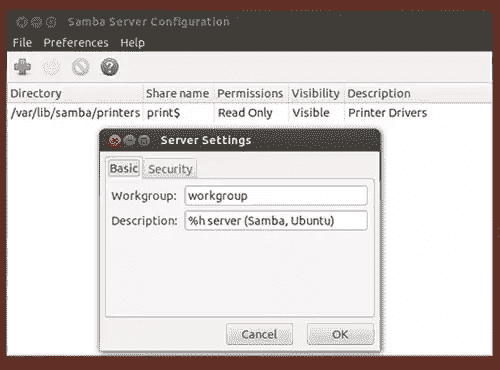 Samba Server Configuration
File Preferences Help
Directory Share name Permissions Visibility Description
/var/lib/samba/printers print$ Read Only Visible Printer Drivers
Server Settings
Basic Security
Workgroup: workgroup
Description: %h server (Samba, Ubuntu)
Cancel OK